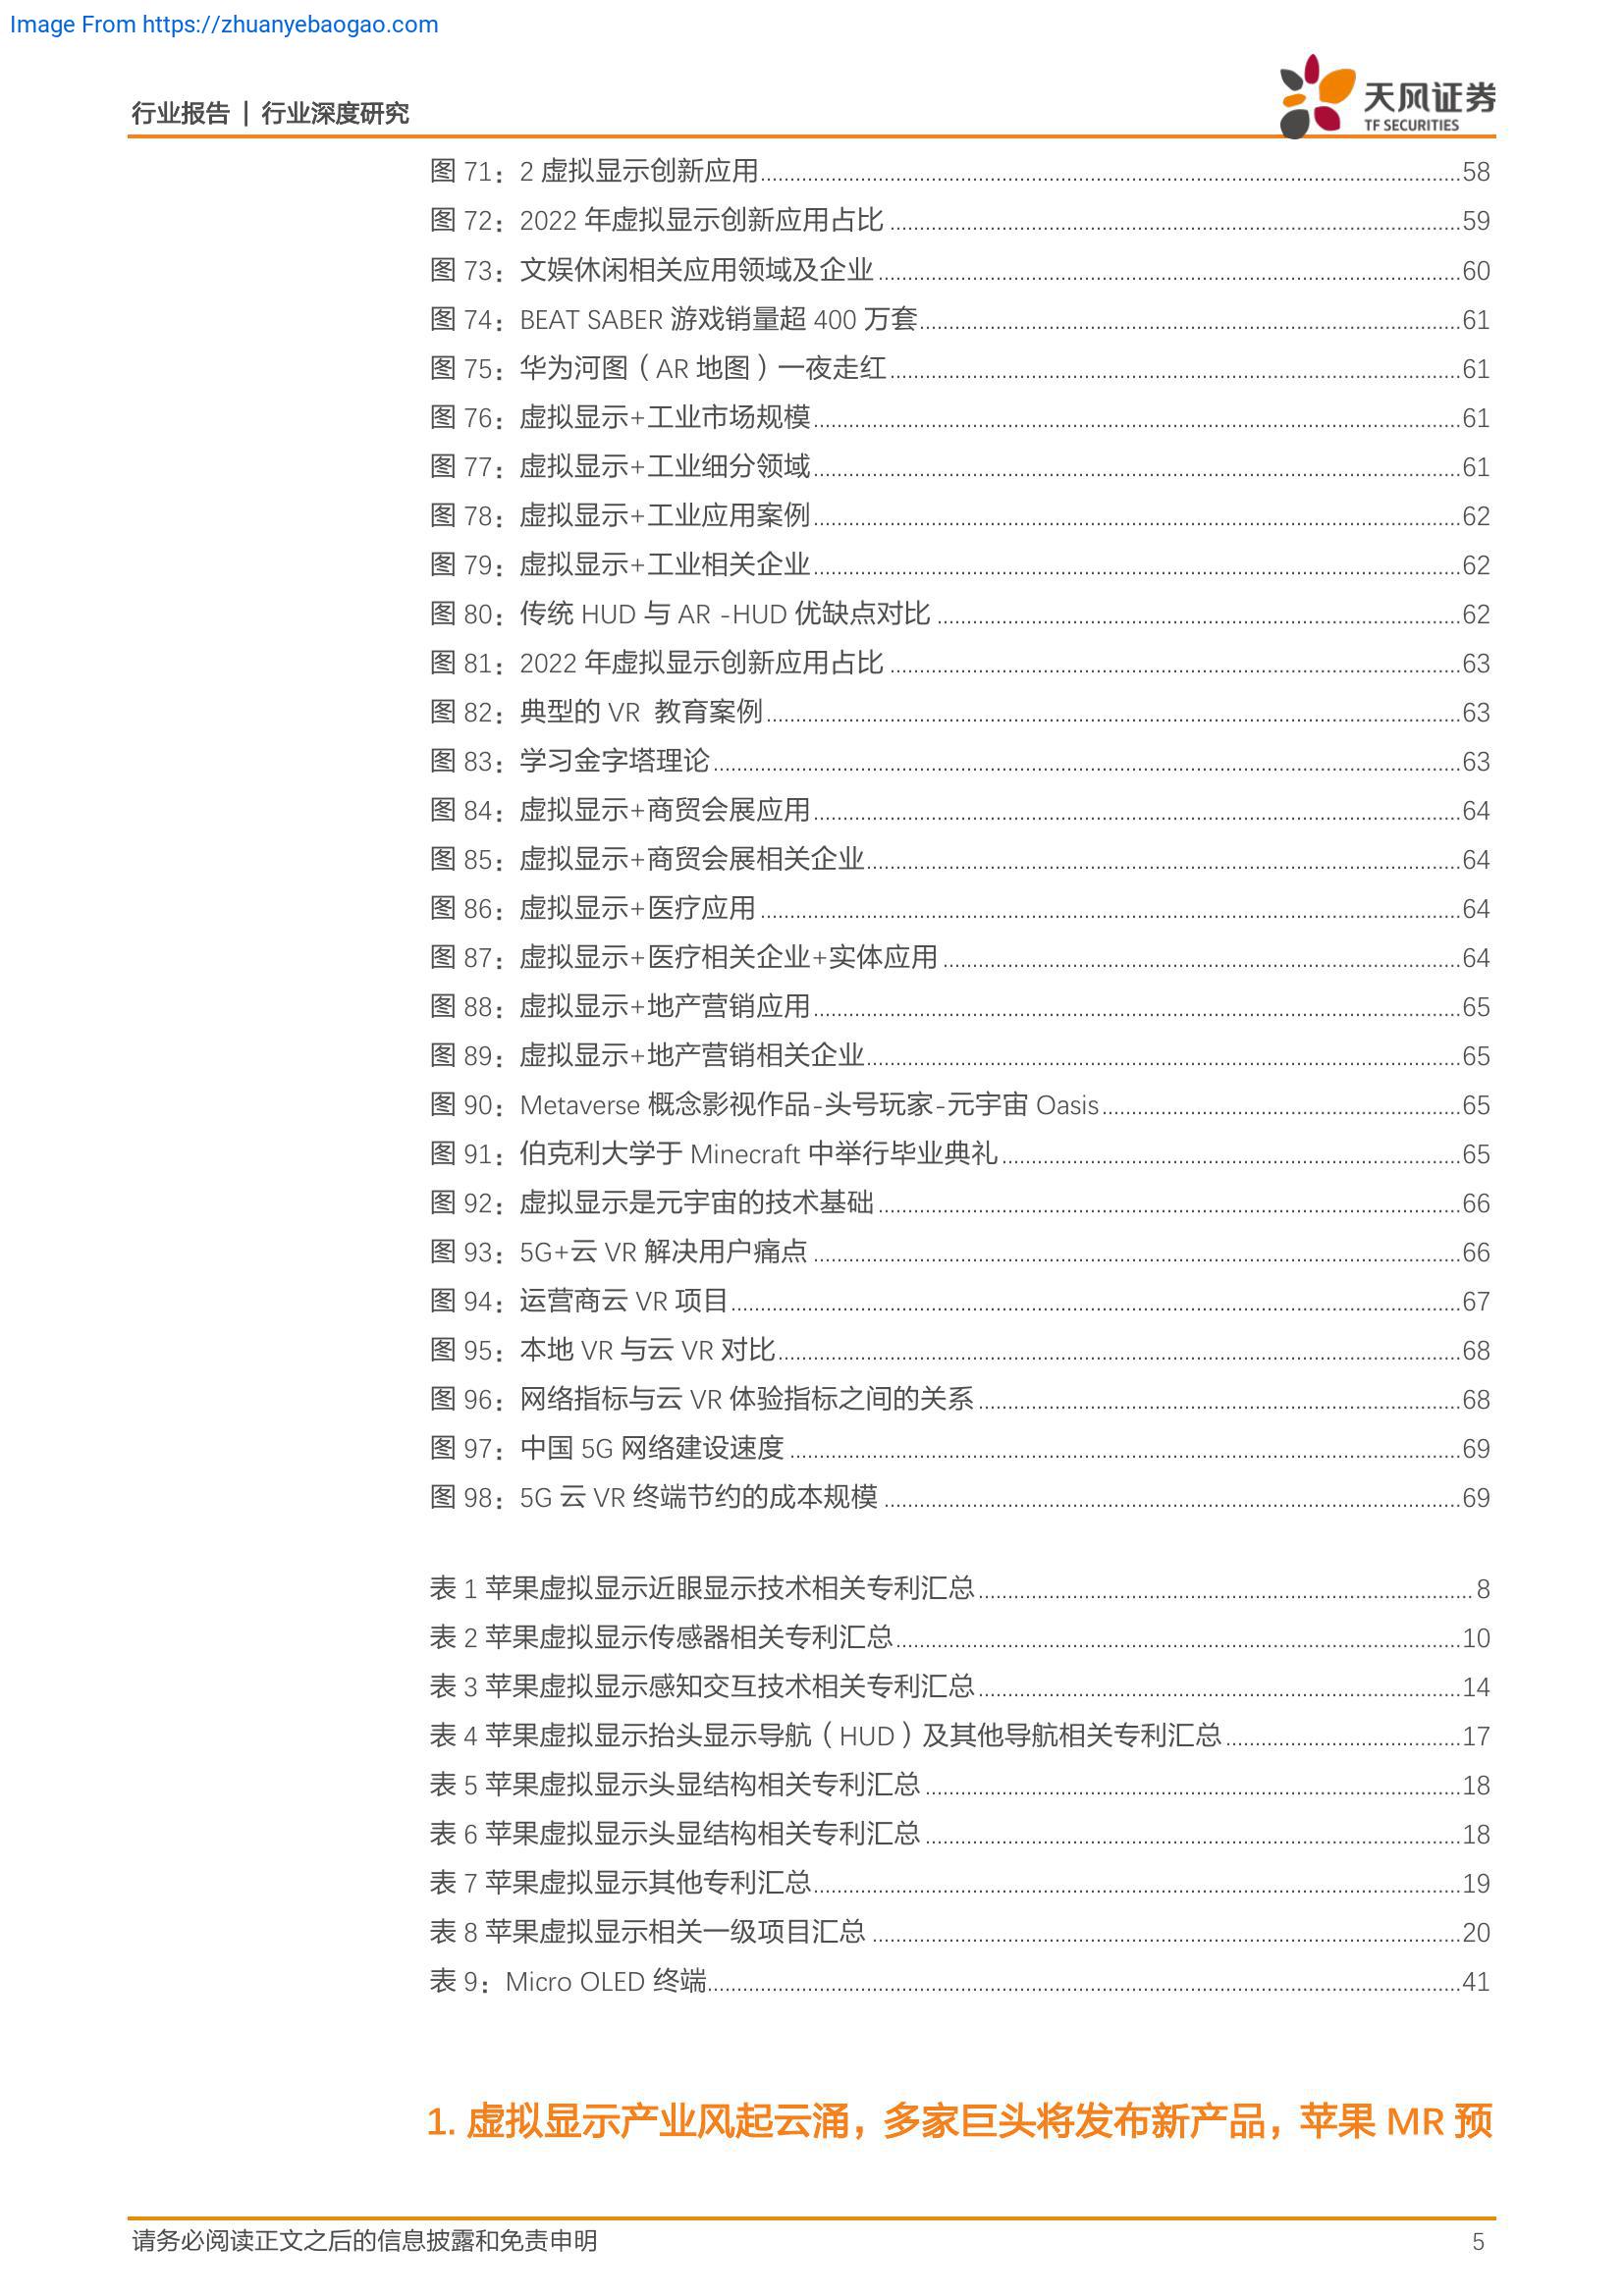 Image From https://zhuanyebaogao.com
行业报告 | 行业深度研究
天风证券
TF SECURITIES
图 71：2 虚拟显示创新应用....................58
图 72：2022 年虚拟显示创新应用占比....................59
图 73：文娱休闲相关应用领域及企业....................60
图 74：BEAT SABER 游戏销量超 400 万套....................61
图 75：华为河图（AR 地图）一夜走红....................61
图 76：虚拟显示+工业市场规模....................61
图 77：虚拟显示+工业细分领域....................61
图 78：虚拟显示+工业应用案例....................62
图 79：虚拟显示+工业相关企业....................62
图 80：传统 HUD 与 AR -HUD 优缺点对比....................62
图 81：2022 年虚拟显示创新应用占比....................63
图 82：典型的 VR 教育案例....................63
图 83：学习金字塔理论....................63
图 84：虚拟显示+商贸会展应用....................64
图 85：虚拟显示+商贸会展相关企业....................64
图 86：虚拟显示+医疗应用....................64
图 87：虚拟显示+医疗相关企业+实体应用....................64
图 88：虚拟显示+地产营销应用....................65
图 89：虚拟显示+地产营销相关企业....................65
图 90：Metaverse 概念影视作品-头号玩家-元宇宙 Oasis....................65
图 91：伯克利大学于 Minecraft 中举行毕业典礼....................65
图 92：虚拟显示是元宇宙的技术基础....................66
图 93：5G+云 VR 解决用户痛点....................66
图 94：运营商云 VR 项目....................67
图 95：本地 VR 与云 VR 对比....................68
图 96：网络指标与云 VR 体验指标之间的关系....................68
图 97：中国 5G 网络建设速度....................69
图 98：5G 云 VR 终端节约的成本规模....................69
表 1 苹果虚拟显示近眼显示技术相关专利汇总....................8
表 2 苹果虚拟显示传感器相关专利汇总....................10
表 3 苹果虚拟显示感知交互技术相关专利汇总....................14
表 4 苹果虚拟显示抬头显示导航（HUD）及其他导航相关专利汇总....................17
表 5 苹果虚拟显示头显结构相关专利汇总....................18
表 6 苹果虚拟显示头显结构相关专利汇总....................18
表 7 苹果虚拟显示其他专利汇总....................19
表 8 苹果虚拟显示相关一级项目汇总....................20
表 9：Micro OLED 终端....................41
1. 虚拟显示产业风起云涌，多家巨头将发布新产品，苹果 MR 预
请务必阅读正文之后的信息披露和免责申明 5